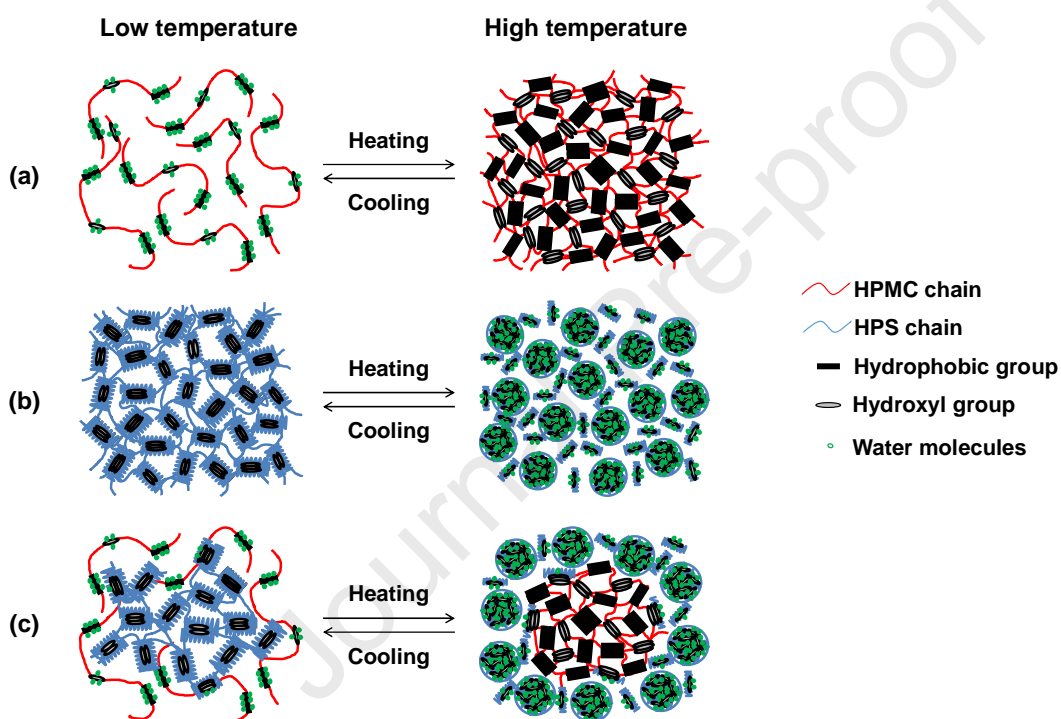 Low temperature
High temperature
(a)
Heating
Cooling
(b)
Heating
Cooling
(c)
Heating
Cooling
HPMC chain
HPS chain
Hydrophobic group
Hydroxyl group
Water molecules
Journal Pre-proof